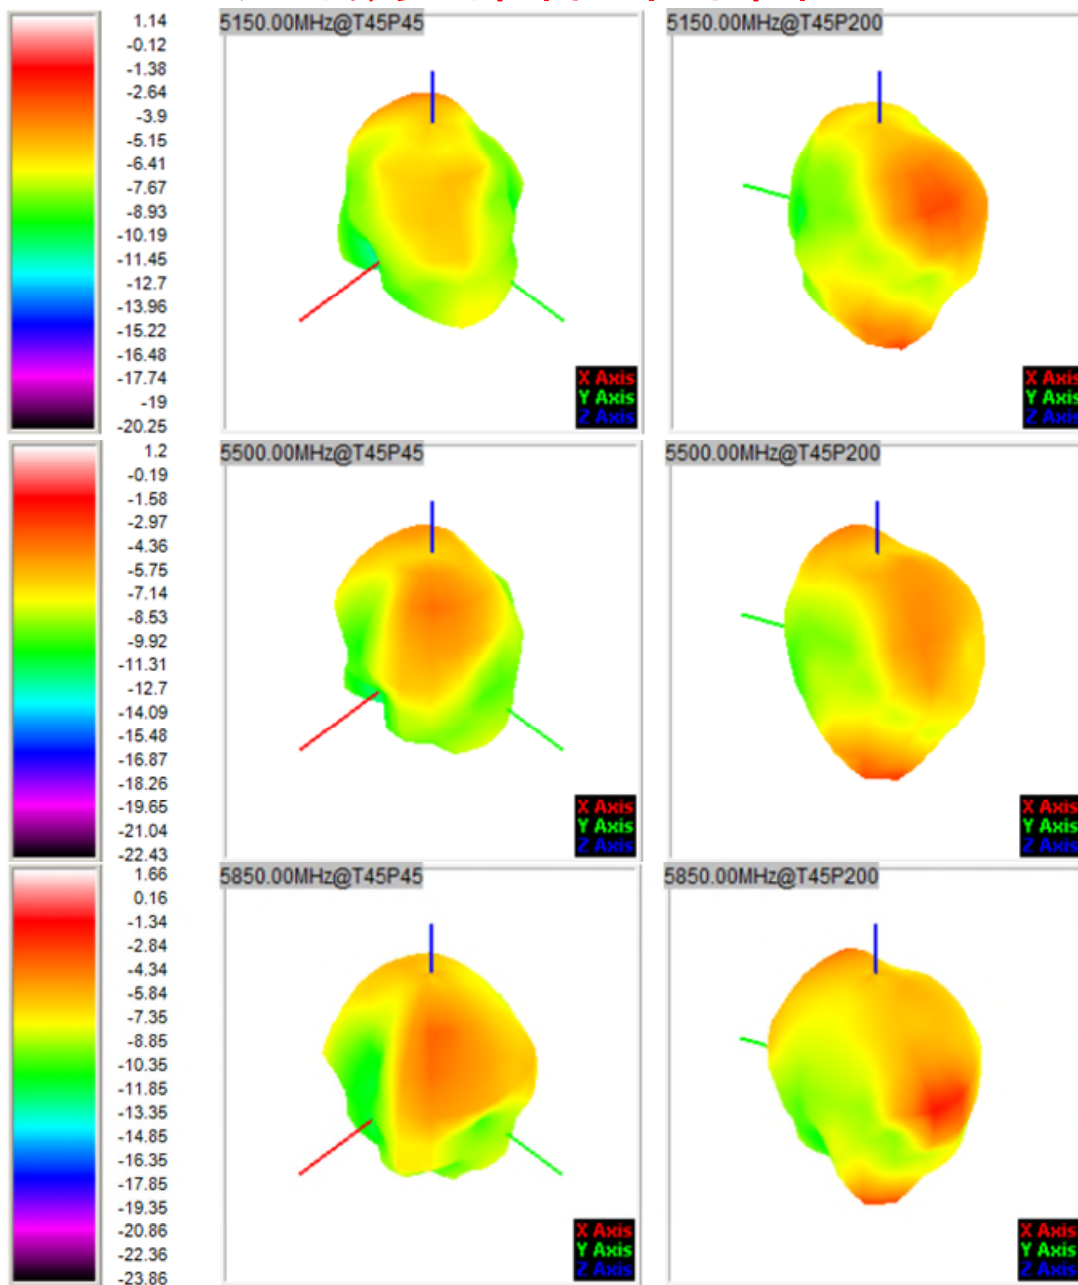 5150.00MHz@T45P45
5150.00MHz@T45P200
1.14
-0.12
-1.38
-2.64
-3.9
-5.15
-6.41
-7.67
-8.93
-10.19
-11.45
-12.7
-13.96
-15.22
-16.48
-17.74
-19
-20.25
X Axis
Y Axis
Z Axis
X Axis
Y Axis
Z Axis
5500.00MHz@T45P45
5500.00MHz@T45P200
1.2
-0.19
-1.58
-2.97
-4.36
-5.75
-7.14
-8.53
-9.92
-11.31
-12.7
-14.09
-15.48
-16.87
-18.26
-19.65
-21.04
-22.43
X Axis
Y Axis
Z Axis
X Axis
Y Axis
Z Axis
5850.00MHz@T45P45
5850.00MHz@T45P200
1.66
0.16
-1.34
-2.84
-4.34
-5.84
-7.35
-8.85
-10.35
-11.85
-13.35
-14.85
-16.35
-17.85
-19.35
-20.86
-22.36
-23.86
X Axis
Y Axis
Z Axis
X Axis
Y Axis
Z Axis